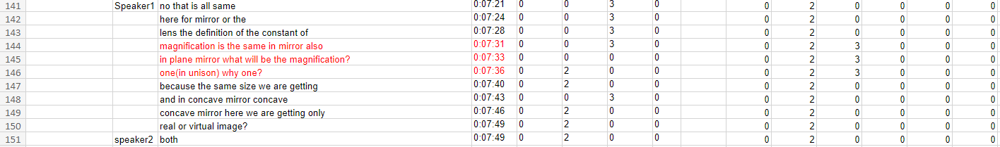 141 Speaker1 no that is all same 0:07:21 0 0 3 0 0 2 0 0 0 0
142 here for mirror or the 0:07:24 0 0 3 0 0 2 0 0 0 0
143 lens the definition of the constant of 0:07:28 0 0 3 0 0 2 0 0 0 0
144 magnification is the same in mirror also 0:07:31 0 0 3 0 0 2 3 0 0 0
145 in plane mirror what will be the magnification? 0:07:33 0 0 0 0 0 2 3 0 0 0
146 one(in unison) why one? 0:07:36 0 2 0 0 0 2 3 0 0 0
147 because the same size we are getting 0:07:40 0 2 0 0 0 2 0 0 0 0
148 and in concave mirror concave 0:07:43 0 0 3 0 0 2 0 0 0 0
149 concave mirror here we are getting only 0:07:46 0 2 0 0 0 2 0 0 0 0
150 real or virtual image? 0:07:49 0 2 0 0 0 2 0 0 0 0
151 speaker2 both 0:07:49 0 2 0 0 0 2 0 0 0 0